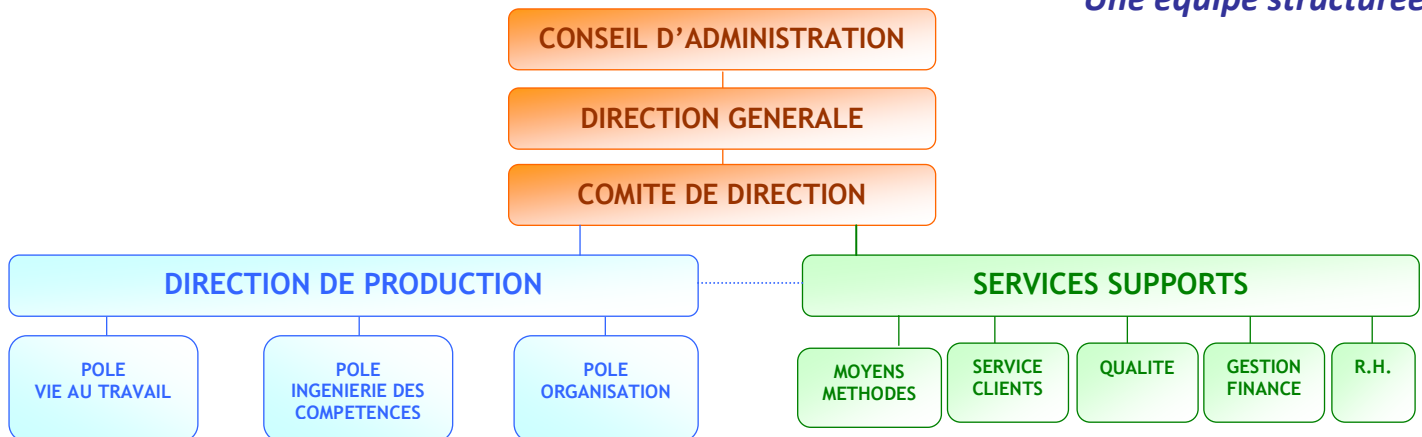 Une équipe structurée
CONSEIL D’ADMINISTRATION
DIRECTION GENERALE
COMITE DE DIRECTION
DIRECTION DE PRODUCTION
SERVICES SUPPORTS
POLE
VIE AU TRAVAIL
POLE
INGENIERIE DES
COMPETENCES
POLE
ORGANISATION
MOYENS
METHODES
SERVICE
CLIENTS
QUALITE
GESTION
FINANCE
R.H.